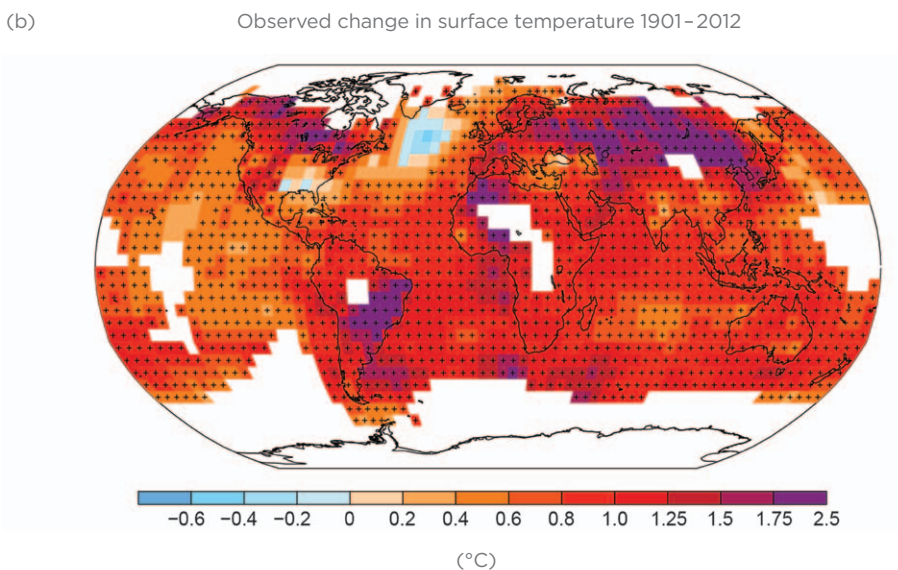 (b) Observed change in surface temperature 1901–2012
−0.6 −0.4 −0.2 0 0.2 0.4 0.6 0.8 1.0 1.25 1.5 1.75 2.5
(°C)